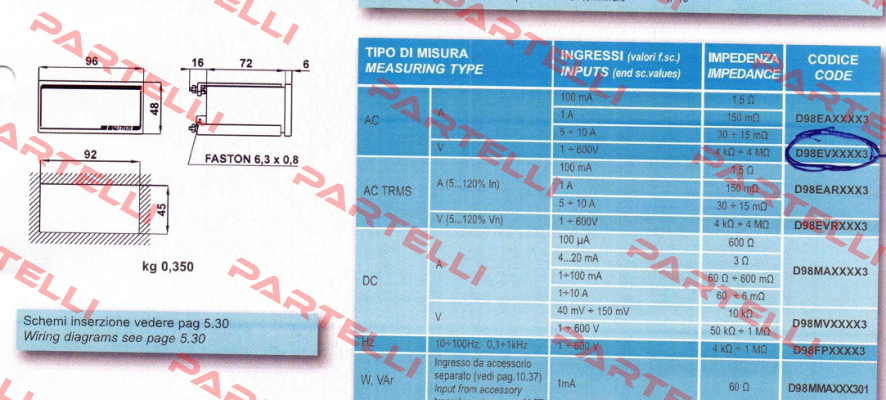 96
16
72
6
48
FASTON 6,3 x 0,8
92
45
kg 0,350
Schemi inserzione vedere pag 5.30
Wiring diagrams see page 5.30
TIPO DI MISURA
MEASURING TYPE
INGRESSI (valori f.sc.)
INPUTS (end sc.values)
IMPEDENZA
IMPEDANCE
CODICE
CODE
AC
A
100 mA
1,5 Ω
1 A
150 mΩ
D98EAXXXX3
5 ÷ 10 A
30 ÷ 15 mΩ
V
1 ÷ 600V
4 kΩ ÷ 4 MΩ
D98EVXXXX3
AC TRMS
A (5...120% In)
100 mA
1,5 Ω
1 A
150 mΩ
D98EARXXX3
5 ÷ 10 A
30 ÷ 15 mΩ
V (5...120% Vn)
1 ÷ 600V
4 kΩ ÷ 4 MΩ
D98EVRXXX3
DC
A
100 µA
600 Ω
4...20 mA
3 Ω
D98MAXXXX3
1÷100 mA
60 Ω ÷ 600 mΩ
1÷10 A
60 ÷ 6 mΩ
V
40 mV ÷ 150 mV
10 kΩ
D98MVXXXX3
1 ÷ 600 V
50 kΩ ÷ 1 MΩ
Hz
10÷100Hz; 0,1÷1kHz
1 ÷ 600 V
4 kΩ ÷ 1 MΩ
D98FPXXXX3
W, VAr
Ingresso da accessorio
separato (vedi pag.10.37)
Input from accessory
1mA
60 Ω
D98MMAXXX301
PARTELLI
PARTELLI
PARTELLI
PARTELLI
PARTELLI
PARTELLI